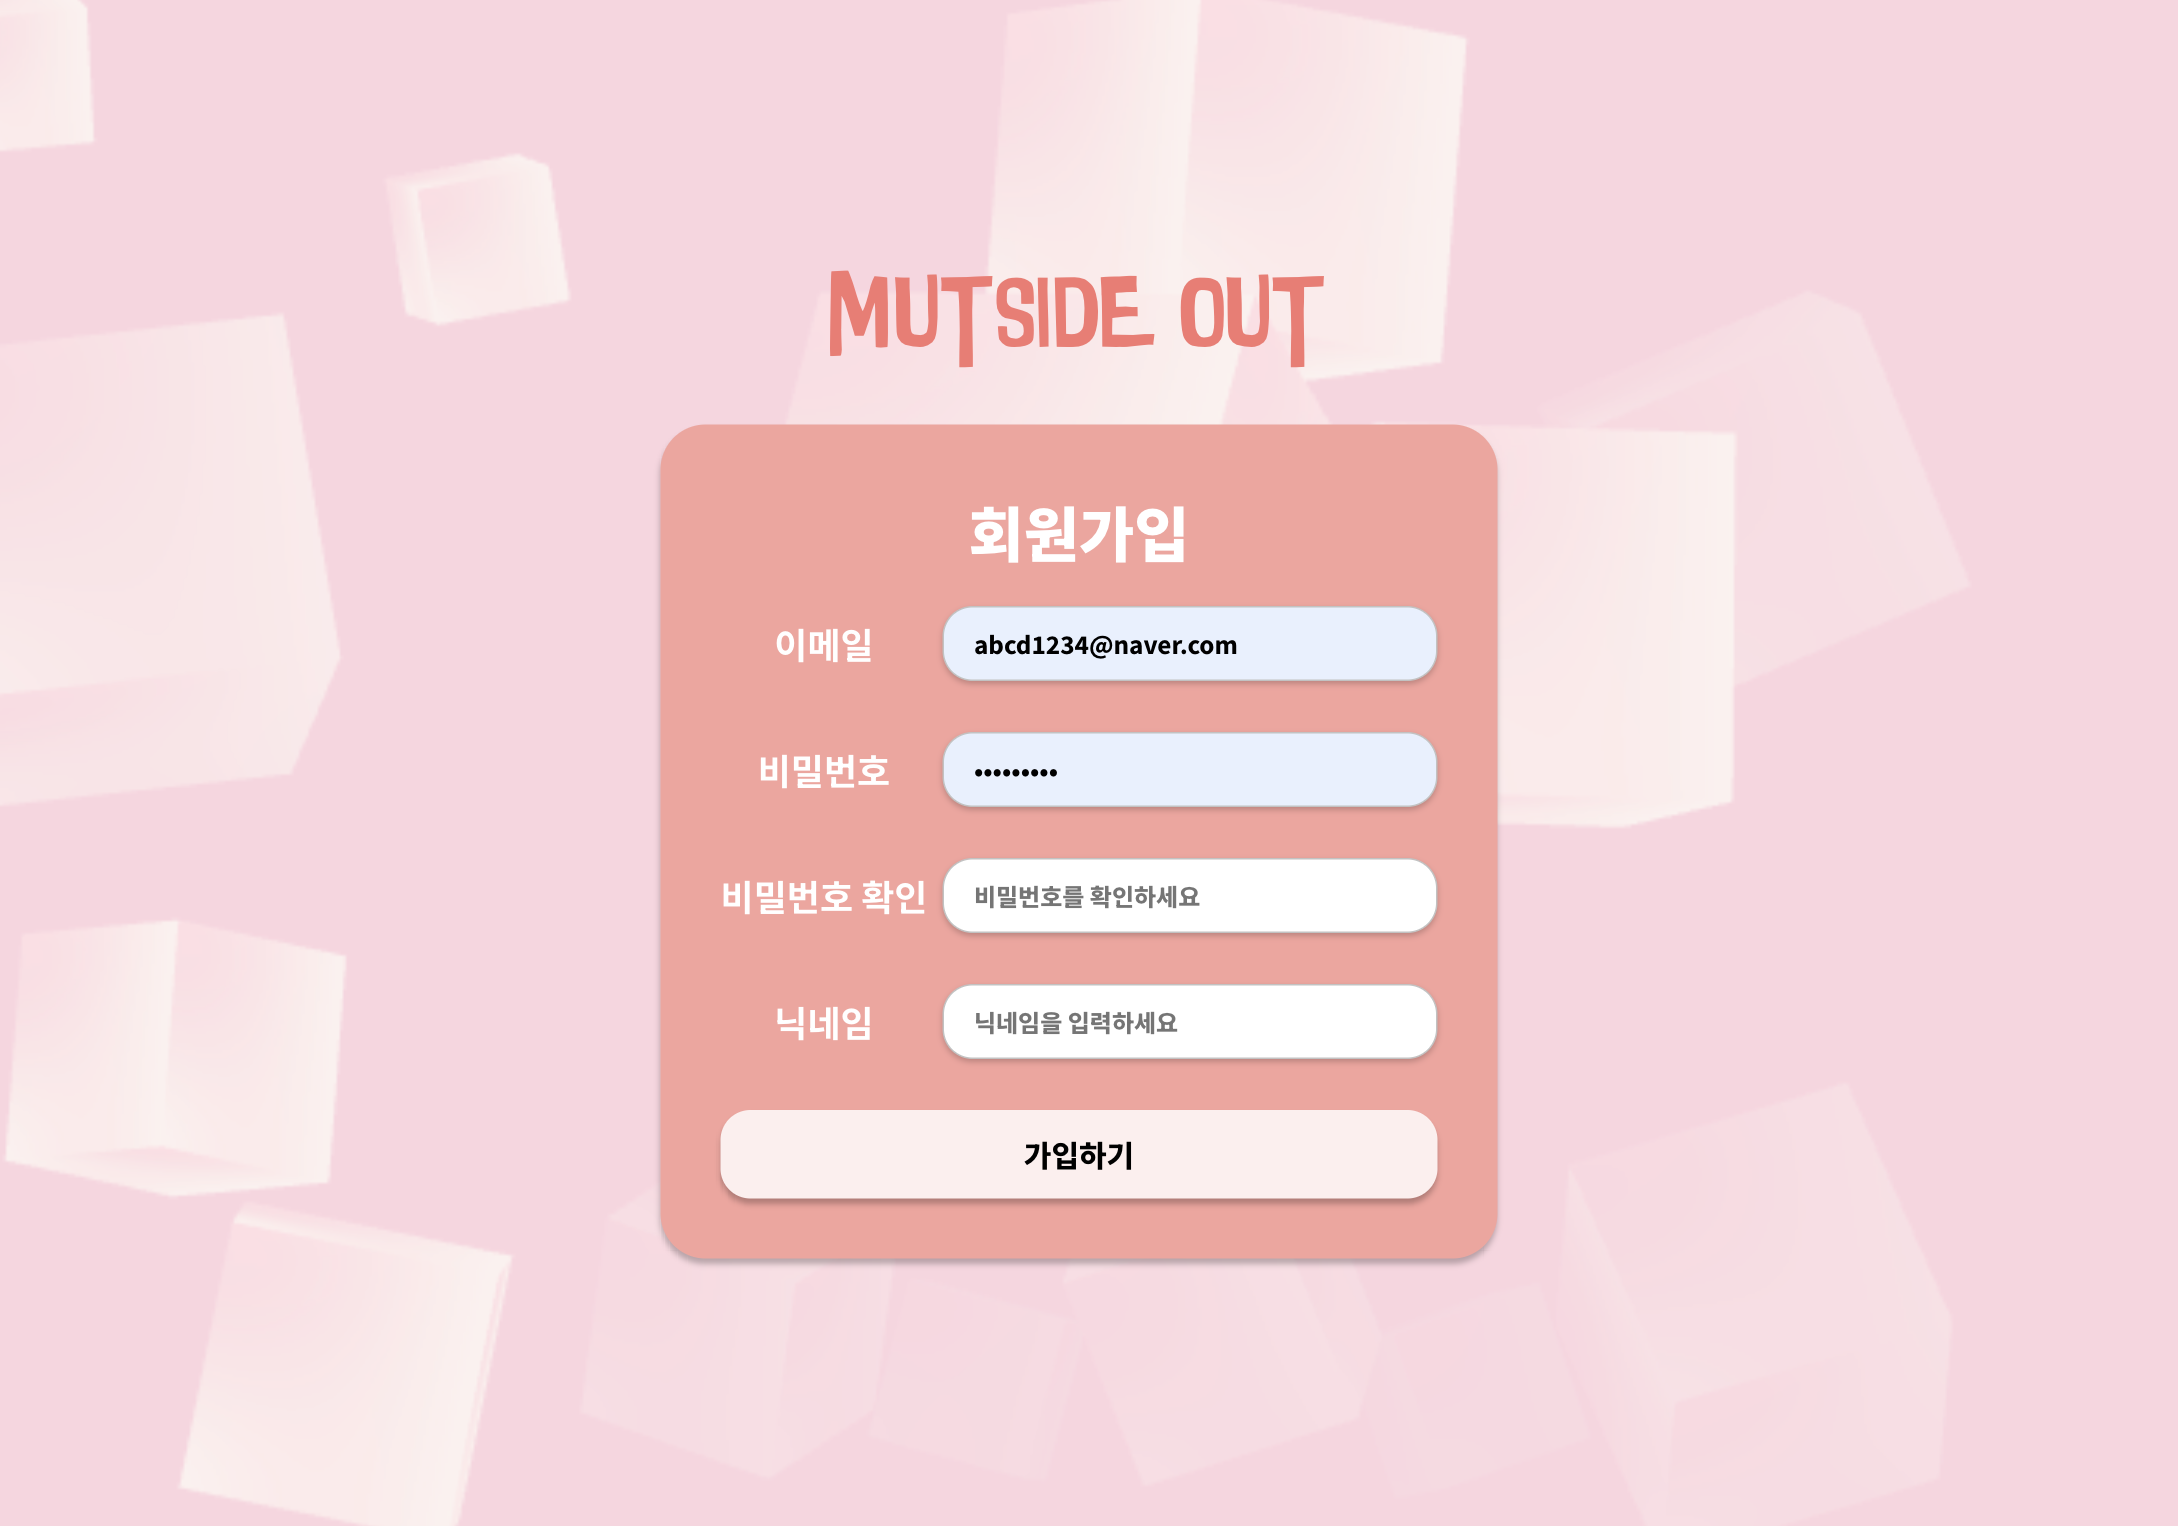 MUTSIDE OUT
회원가입
이메일 abcd1234@naver.com
비밀번호 •••••••••
비밀번호 확인 비밀번호를 확인하세요
닉네임 닉네임을 입력하세요
가입하기